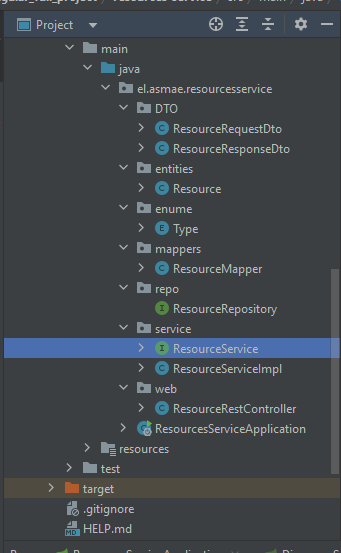 Project
main
java
el.asmae.resourcesservice
DTO
ResourceRequestDto
ResourceResponseDto
entities
Resource
enume
Type
mappers
ResourceMapper
repo
ResourceRepository
service
ResourceService
ResourceServiceImpl
web
ResourceRestController
ResourcesServiceApplication
resources
test
target
.gitignore
HELP.md